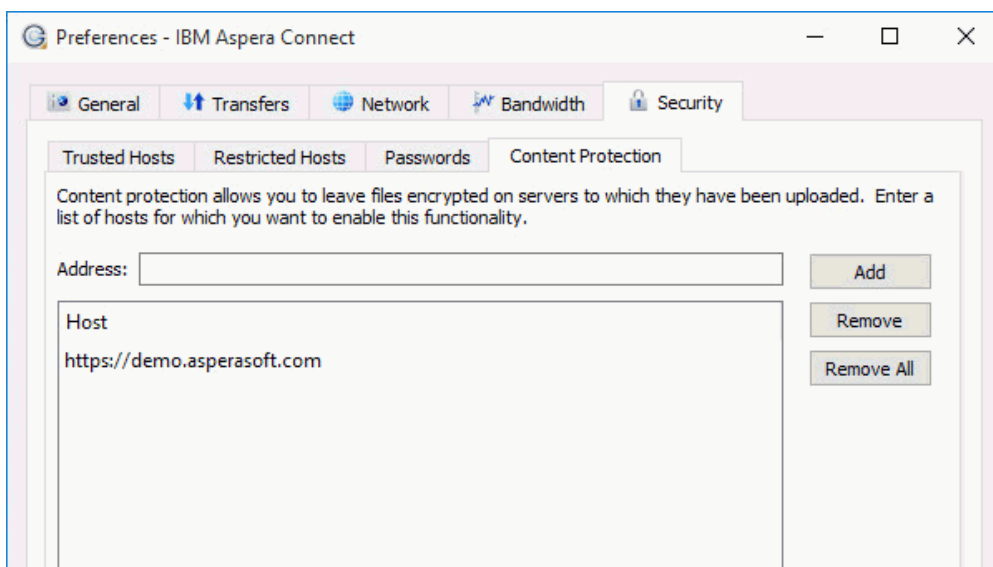 Preferences - IBM Aspera Connect
General Transfers Network Bandwidth Security
Trusted Hosts Restricted Hosts Passwords Content Protection
Content protection allows you to leave files encrypted on servers to which they have been uploaded. Enter a
list of hosts for which you want to enable this functionality.
Address: Add
Host Remove
https://demo.asperasoft.com Remove All